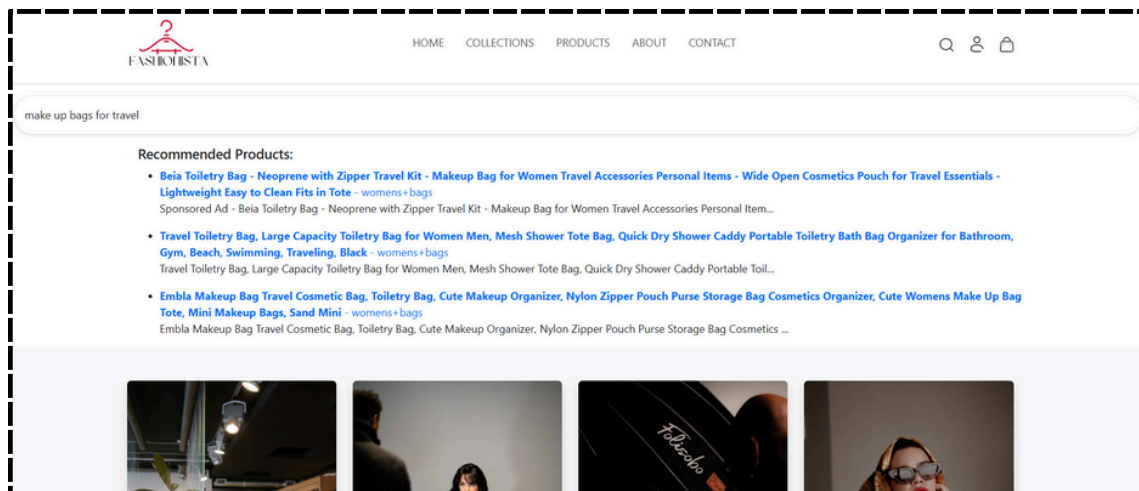 FASHIONISTA
HOME COLLECTIONS PRODUCTS ABOUT CONTACT
make up bags for travel
Recommended Products:
• Beia Toiletry Bag - Neoprene with Zipper Travel Kit - Makeup Bag for Women Travel Accessories Personal Items - Wide Open Cosmetics Pouch for Travel Essentials -
Lightweight Easy to Clean Fits in Tote - womens+bags
Sponsored Ad - Beia Toiletry Bag - Neoprene with Zipper Travel Kit - Makeup Bag for Women Travel Accessories Personal Item...
• Travel Toiletry Bag, Large Capacity Toiletry Bag for Women Men, Mesh Shower Tote Bag, Quick Dry Shower Caddy Portable Toiletry Bath Bag Organizer for Bathroom,
Gym, Beach, Swimming, Traveling, Black - womens+bags
Travel Toiletry Bag, Large Capacity Toiletry Bag for Women Men, Mesh Shower Tote Bag, Quick Dry Shower Caddy Portable Toil...
• Embla Makeup Bag Travel Cosmetic Bag, Toiletry Bag, Cute Makeup Organizer, Nylon Zipper Pouch Purse Storage Bag Cosmetics Organizer, Cute Womens Make Up Bag
Tote, Mini Makeup Bags, Sand Mini - womens+bags
Embla Makeup Bag Travel Cosmetic Bag, Toiletry Bag, Cute Makeup Organizer, Nylon Zipper Pouch Purse Storage Bag Cosmetics ...
Folisobo